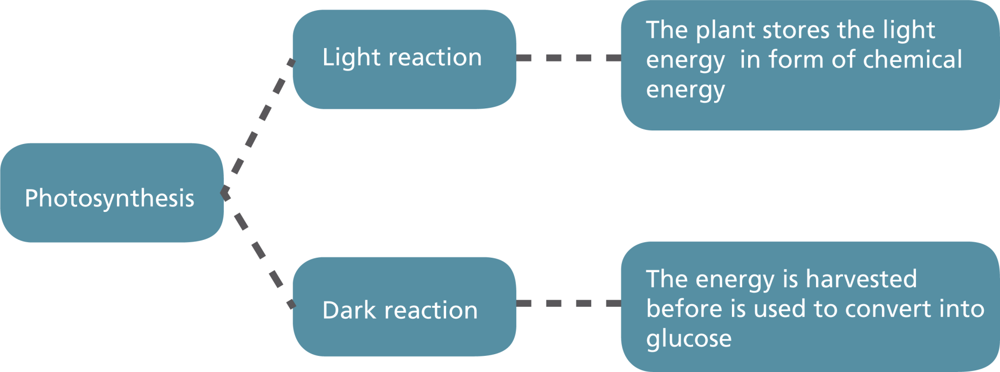 Light reaction
The plant stores the light
energy  in form of chemical
energy
Photosynthesis
Dark reaction
The energy is harvested
before is used to convert into
glucose